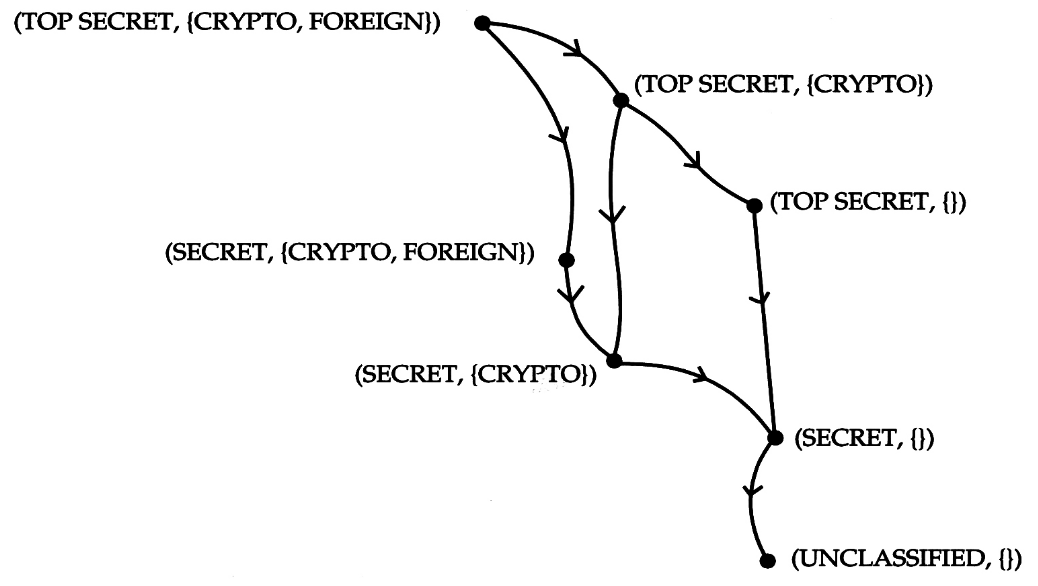 (TOP SECRET, {CRYPTO, FOREIGN})
(TOP SECRET, {CRYPTO})
(TOP SECRET, {})
(SECRET, {CRYPTO, FOREIGN})
(SECRET, {CRYPTO})
(SECRET, {})
(UNCLASSIFIED, {})